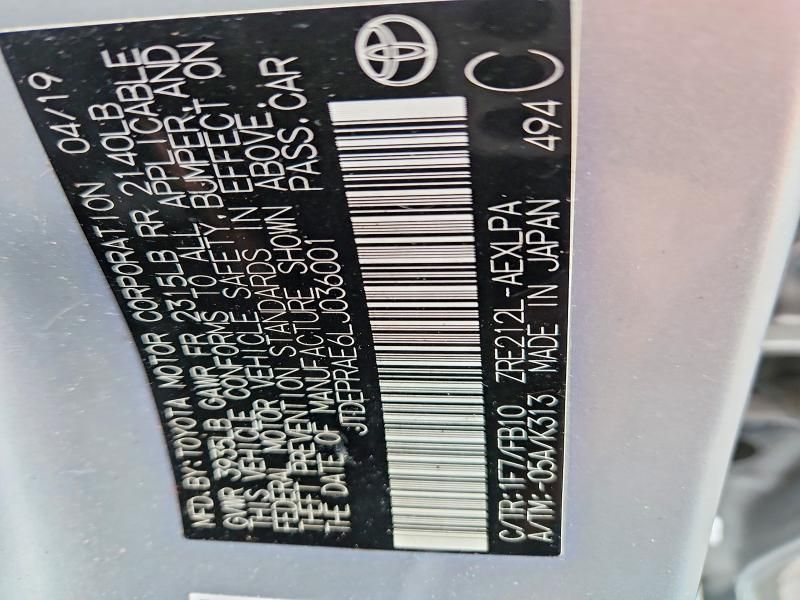 MFD.BY:TOYOTA MOTOR CORPORATION 04/19
GVWR 3935LB GAWR FR 2315LB RR 2140LB
THIS VEHICLE CONFORMS TO ALL APPLICABLE
FEDERAL MOTOR VEHICLE SAFETY,BUMPER,AND
THEFT PREVENTION STANDARDS IN EFFECT ON
THE DATE OF MANUFACTURE SHOWN ABOVE.
JTDEPRAE6LJ036001 PASS.CAR
C/TR:1F7/FB10 ZRE212L-AEXLPA
A/TM:-05A/K313 MADE IN JAPAN 494 C